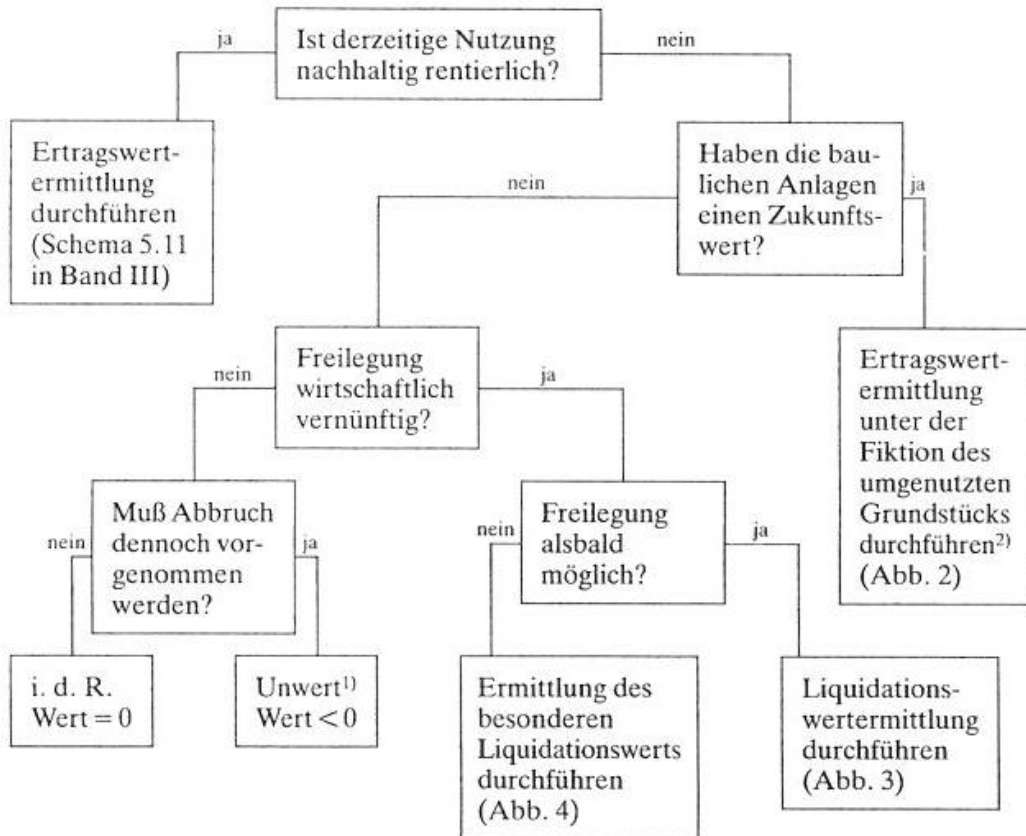 ja
Ist derzeitige Nutzung
nachhaltig rentierlich?
nein
Ertragswert-
ermittlung
durchführen
(Schema 5.11
in Band III)
nein
Haben die bau-
lichen Anlagen
einen Zukunfts-
wert?
ja
nein
Freilegung
wirtschaftlich
vernünftig?
ja
Ertragswert-
ermittlung
unter der
Fiktion des
umgenutzten
Grundstücks
durchführen²⁾
(Abb. 2)
nein
Muß Abbruch
dennoch vor-
genommen
werden?
ja
nein
Freilegung
alsbald
möglich?
ja
i. d. R.
Wert = 0
Unwert¹⁾
Wert < 0
Ermittlung des
besonderen
Liquidationswerts
durchführen
(Abb. 4)
Liquidations-
wertermittlung
durchführen
(Abb. 3)